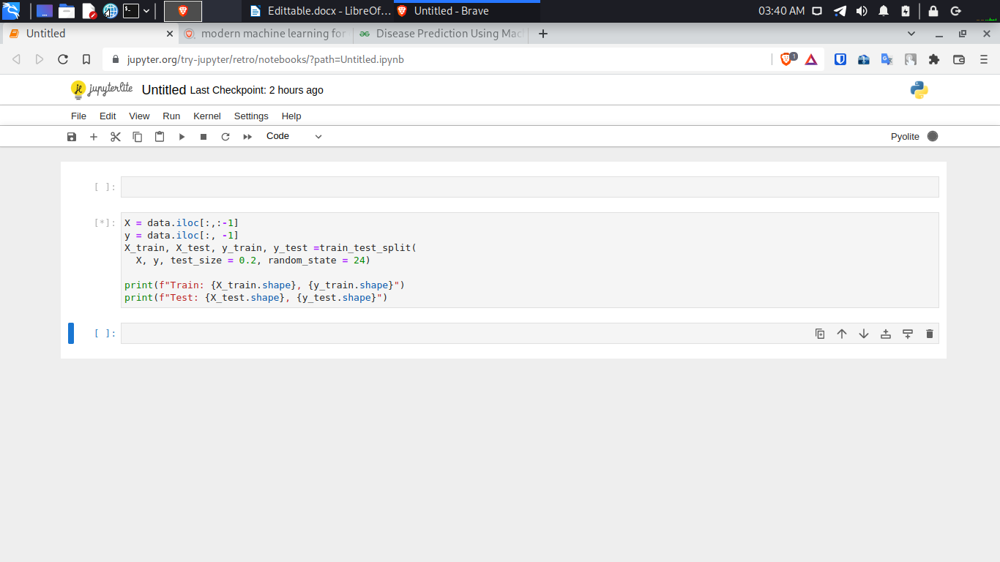 03:40 AM
Edittable.docx - LibreOf...
Untitled - Brave
Untitled
modern machine learning for
Disease Prediction Using Mac
jupyter.org/try-jupyter/retro/notebooks/?path=Untitled.ipynb
1
jupyterlite
Untitled Last Checkpoint: 2 hours ago
File Edit View Run Kernel Settings Help
Code
Pyolite
[ ]:
[*]: X = data.iloc[:,:-1]
y = data.iloc[:, -1]
X_train, X_test, y_train, y_test =train_test_split(
  X, y, test_size = 0.2, random_state = 24)
print(f"Train: {X_train.shape}, {y_train.shape}")
print(f"Test: {X_test.shape}, {y_test.shape}")
[ ]: